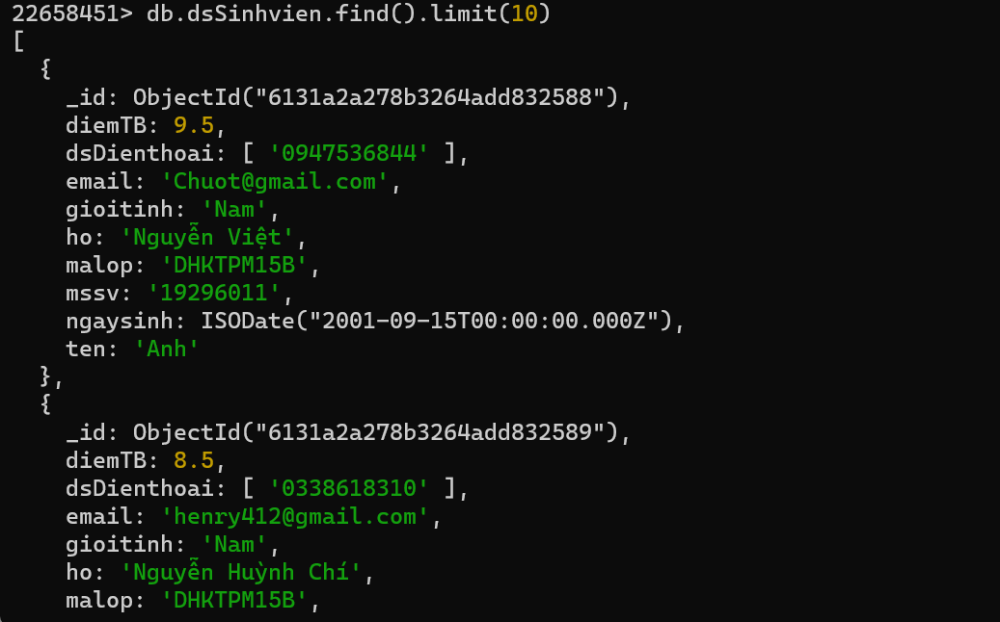 22658451> db.dsSinhvien.find().limit(10)
[
  {
    _id: ObjectId("6131a2a278b3264add832588"),
    diemTB: 9.5,
    dsDienthoai: [ '0947536844' ],
    email: 'Chuot@gmail.com',
    gioitinh: 'Nam',
    ho: 'Nguyễn Việt',
    malop: 'DHKTPM15B',
    mssv: '19296011',
    ngaysinh: ISODate("2001-09-15T00:00:00.000Z"),
    ten: 'Anh'
  },
  {
    _id: ObjectId("6131a2a278b3264add832589"),
    diemTB: 8.5,
    dsDienthoai: [ '0338618310' ],
    email: 'henry412@gmail.com',
    gioitinh: 'Nam',
    ho: 'Nguyễn Huỳnh Chí',
    malop: 'DHKTPM15B',